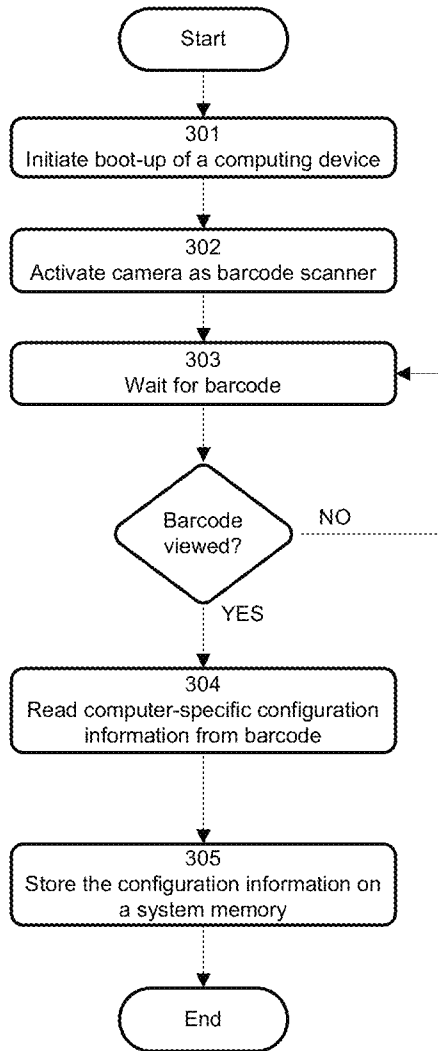 Start
301
Initiate boot-up of a computing device
302
Activate camera as barcode scanner
303
Wait for barcode
Barcode
viewed?
NO
YES
304
Read computer-specific configuration
information from barcode
305
Store the configuration information on
a system memory
End